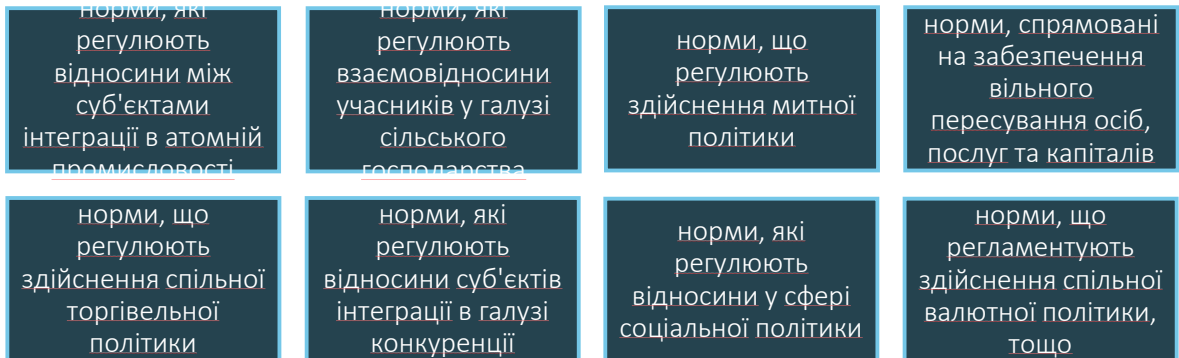 норми, які
регулюють
відносини між
суб'єктами
інтеграції в атомній
промисловості
норми, які
регулюють
взаємовідносини
учасників у галузі
сільського
господарства
норми, що
регулюють
здійснення митної
політики
норми, спрямовані
на забезпечення
вільного
пересування осіб,
послуг та капіталів
норми, що
регулюють
здійснення спільної
торгівельної
політики
норми, які
регулюють
відносини суб'єктів
інтеграції в галузі
конкуренції
норми, які
регулюють
відносини у сфері
соціальної політики
норми, що
регламентують
здійснення спільної
валютної політики,
тощо